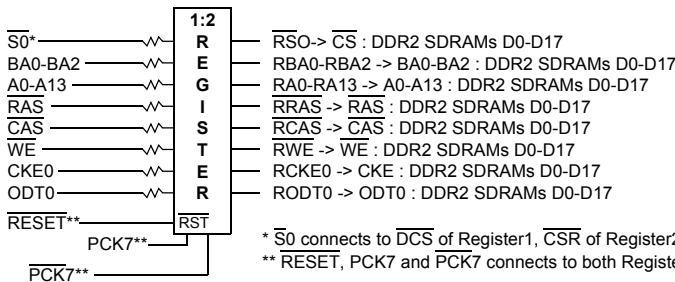 1:2
S0* R RSO-> CS : DDR2 SDRAMs D0-D17
BA0-BA2 E RBA0-RBA2 -> BA0-BA2 : DDR2 SDRAMs D0-D17
A0-A13 G RA0-RA13 -> A0-A13 : DDR2 SDRAMs D0-D17
RAS I RRAS -> RAS : DDR2 SDRAMs D0-D17
CAS S RCAS -> CAS : DDR2 SDRAMs D0-D17
WE T RWE -> WE : DDR2 SDRAMs D0-D17
CKE0 E RCKE0 -> CKE : DDR2 SDRAMs D0-D17
ODT0 R RODT0 -> ODT0 : DDR2 SDRAMs D0-D17
RESET** RST
PCK7** * S0 connects to DCS of Register1, CSR of Register2
PCK7** ** RESET, PCK7 and PCK7 connects to both